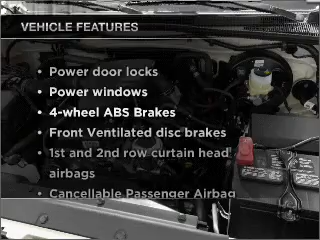 VEHICLE FEATURES
• Power door locks
• Power windows
• 4-wheel ABS Brakes
• Front Ventilated disc brakes
• 1st and 2nd row curtain head
airbags
• Cancellable Passenger Airbag